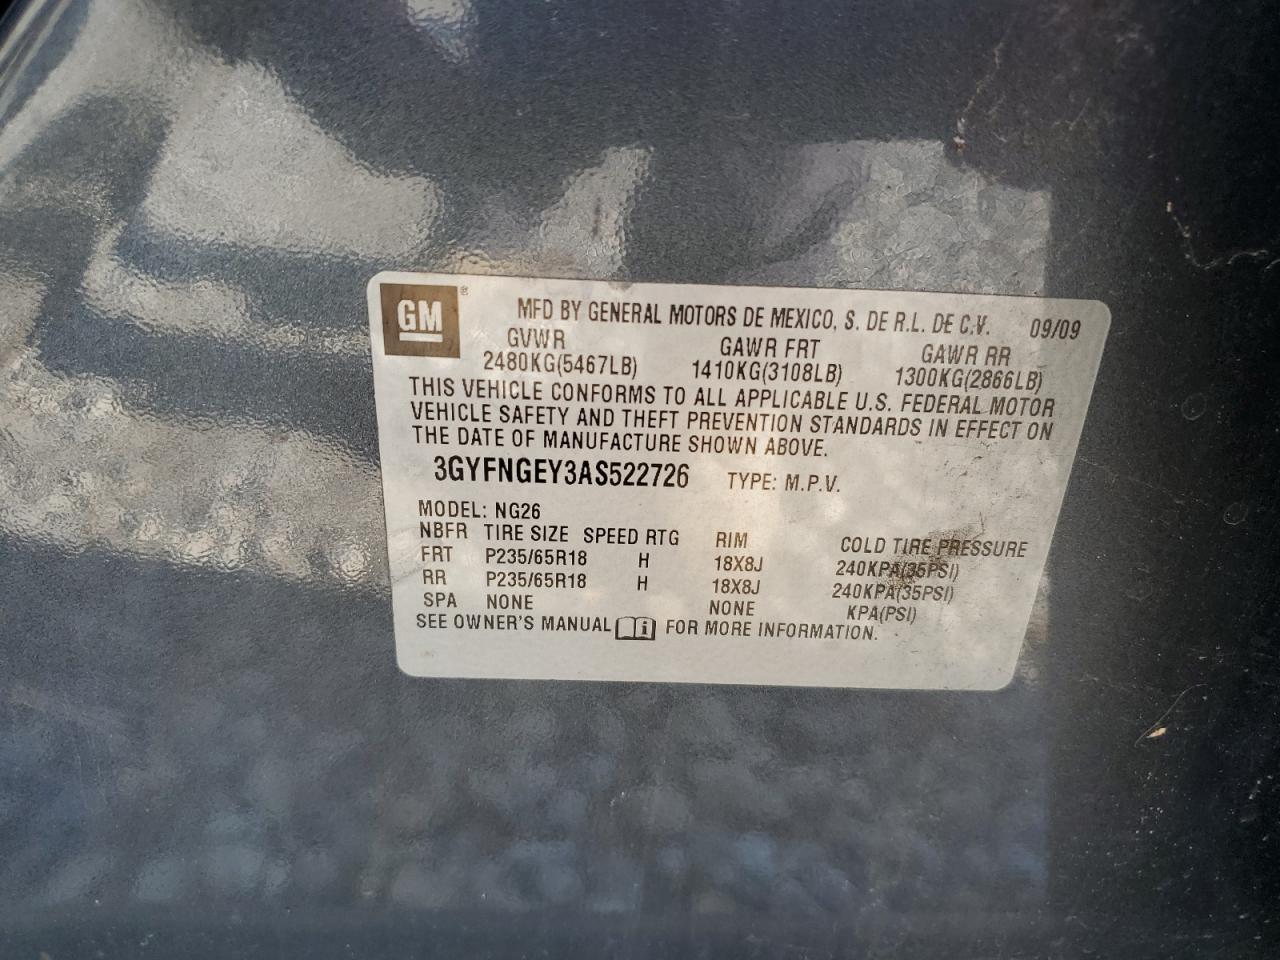 GM ®
MFD BY GENERAL MOTORS DE MEXICO, S. DE R.L. DE C.V. 09/09
GVWR GAWR FRT GAWR RR
2480KG(5467LB) 1410KG(3108LB) 1300KG(2866LB)
THIS VEHICLE CONFORMS TO ALL APPLICABLE U.S. FEDERAL MOTOR
VEHICLE SAFETY AND THEFT PREVENTION STANDARDS IN EFFECT ON
THE DATE OF MANUFACTURE SHOWN ABOVE.
3GYFNGEY3AS522726 TYPE: M.P.V.
MODEL: NG26
NBFR TIRE SIZE SPEED RTG RIM COLD TIRE PRESSURE
FRT P235/65R18 H 18X8J 240KPA(35PSI)
RR P235/65R18 H 18X8J 240KPA(35PSI)
SPA NONE NONE KPA(PSI)
SEE OWNER'S MANUAL i FOR MORE INFORMATION.